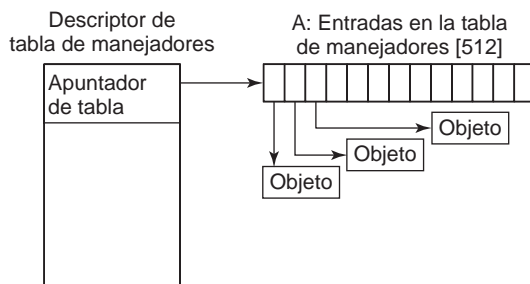 Descriptor de
tabla de manejadores
A: Entradas en la tabla
de manejadores [512]
Apuntador
de tabla
Objeto
Objeto
Objeto